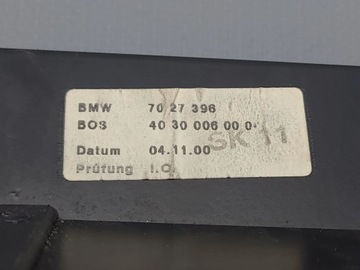 BMW 70 27 396
BOS 40 30 006 00 0
SK 11
Datum 04.11.00
Prüfung I.O.